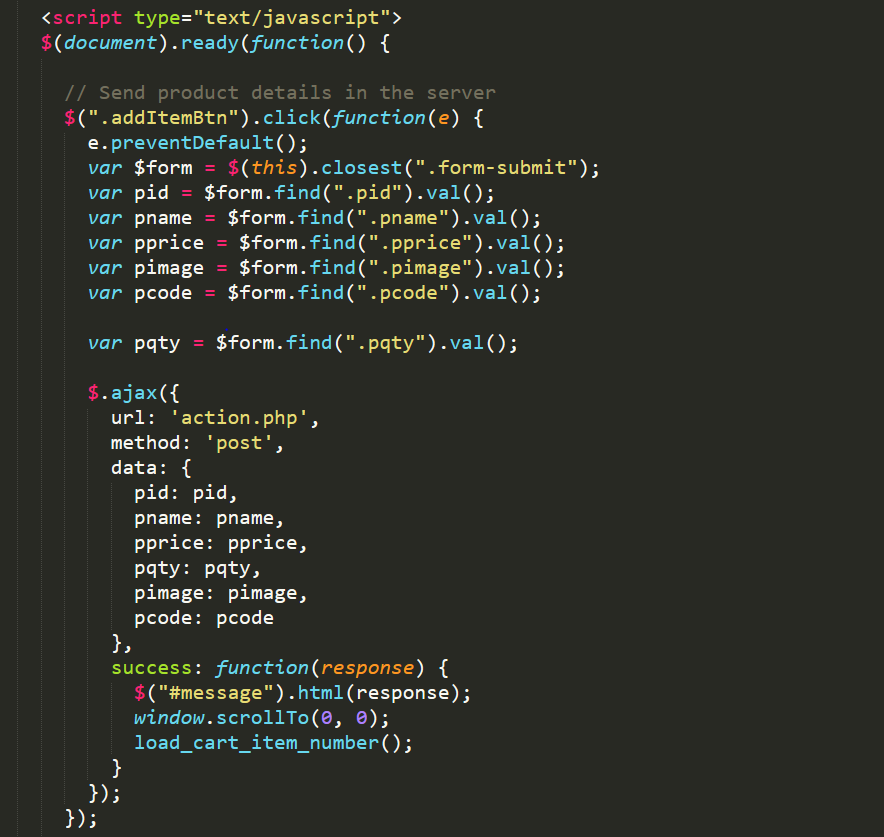 <script type="text/javascript">
$(document).ready(function() {
// Send product details in the server
$(".addItemBtn").click(function(e) {
e.preventDefault();
var $form = $(this).closest(".form-submit");
var pid = $form.find(".pid").val();
var pname = $form.find(".pname").val();
var pprice = $form.find(".pprice").val();
var pimage = $form.find(".pimage").val();
var pcode = $form.find(".pcode").val();
var pqty = $form.find(".pqty").val();
$.ajax({
url: 'action.php',
method: 'post',
data: {
pid: pid,
pname: pname,
pprice: pprice,
pqty: pqty,
pimage: pimage,
pcode: pcode
},
success: function(response) {
$("#message").html(response);
window.scrollTo(0, 0);
load_cart_item_number();
}
});
});